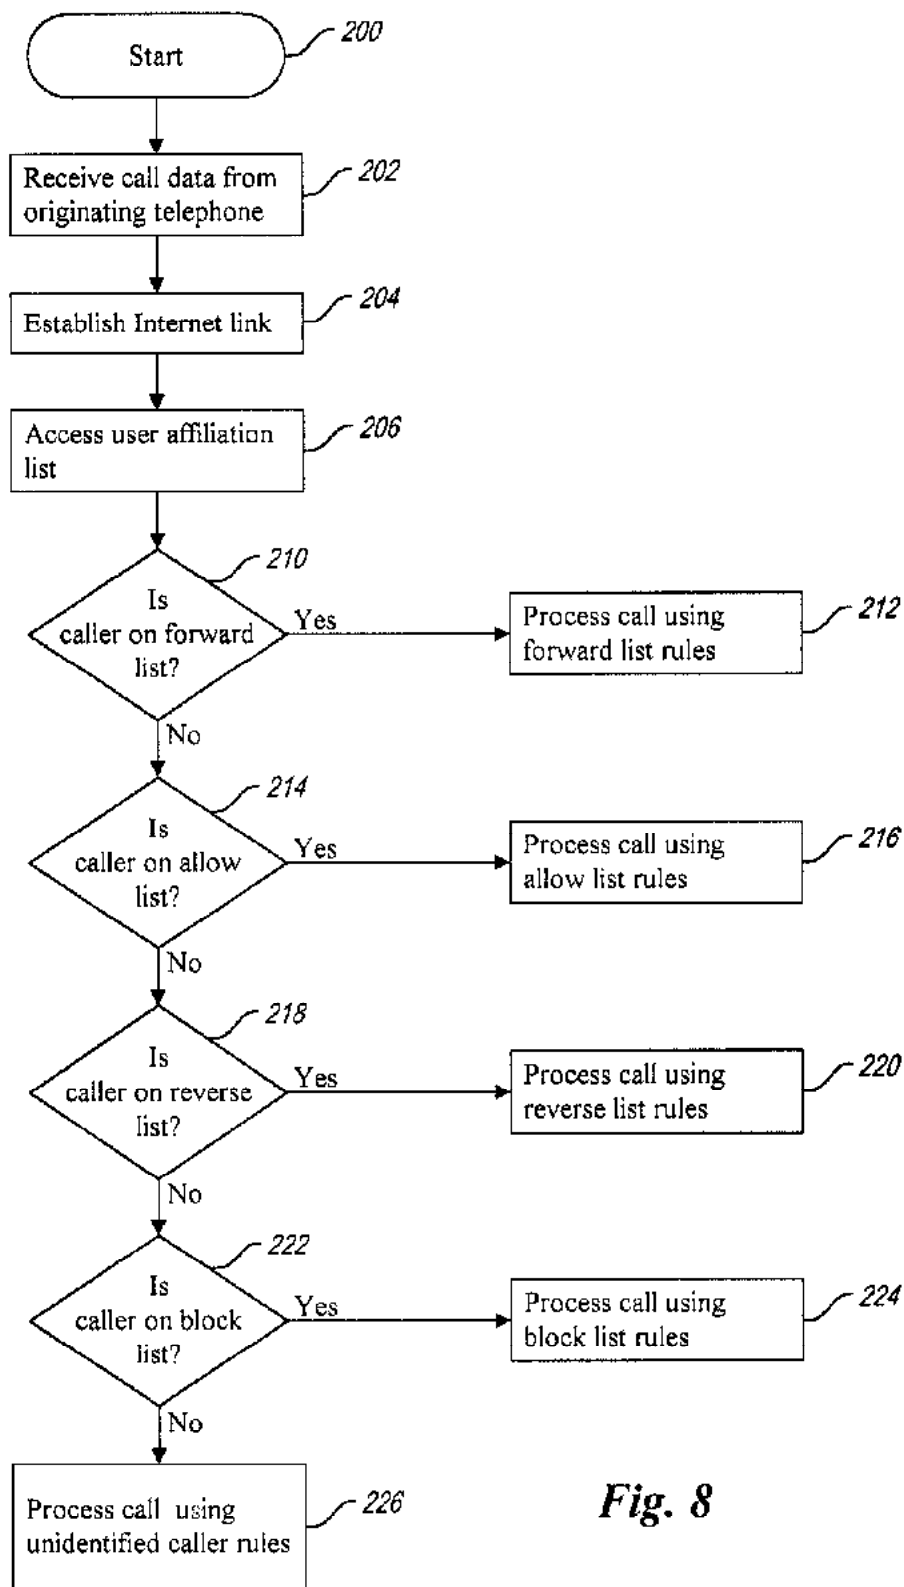 Start
200
Receive call data from
originating telephone
202
Establish Internet link
204
Access user affiliation
list
206
Is
caller on forward
list?
210
Yes
Process call using
forward list rules
212
No
Is
caller on allow
list?
214
Yes
Process call using
allow list rules
216
No
Is
caller on reverse
list?
218
Yes
Process call using
reverse list rules
220
No
Is
caller on block
list?
222
Yes
Process call using
block list rules
224
No
Process call using
unidentified caller rules
226
Fig. 8